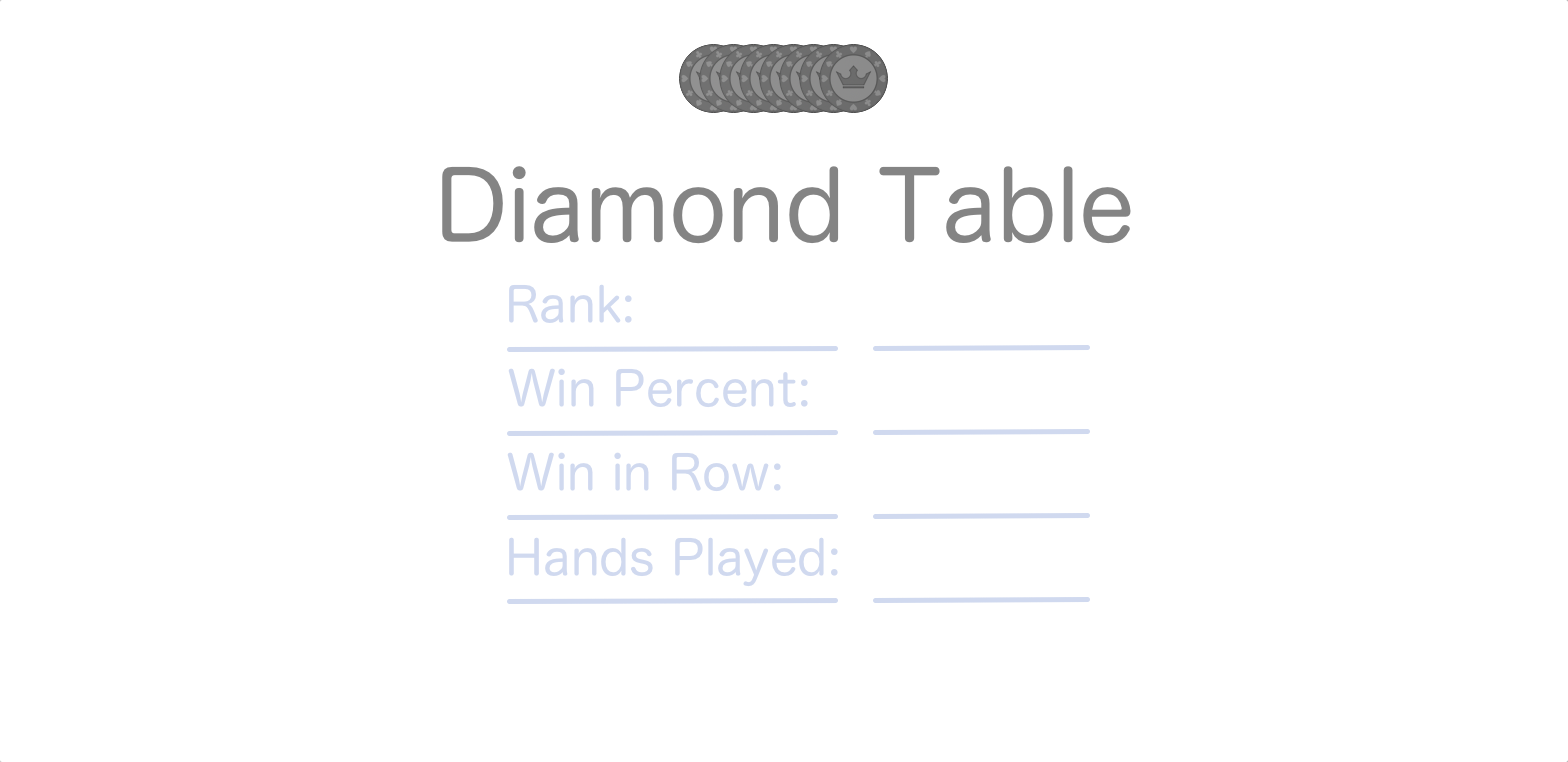 Diamond Table
Rank:
Win Percent:
Win in Row:
Hands Played: